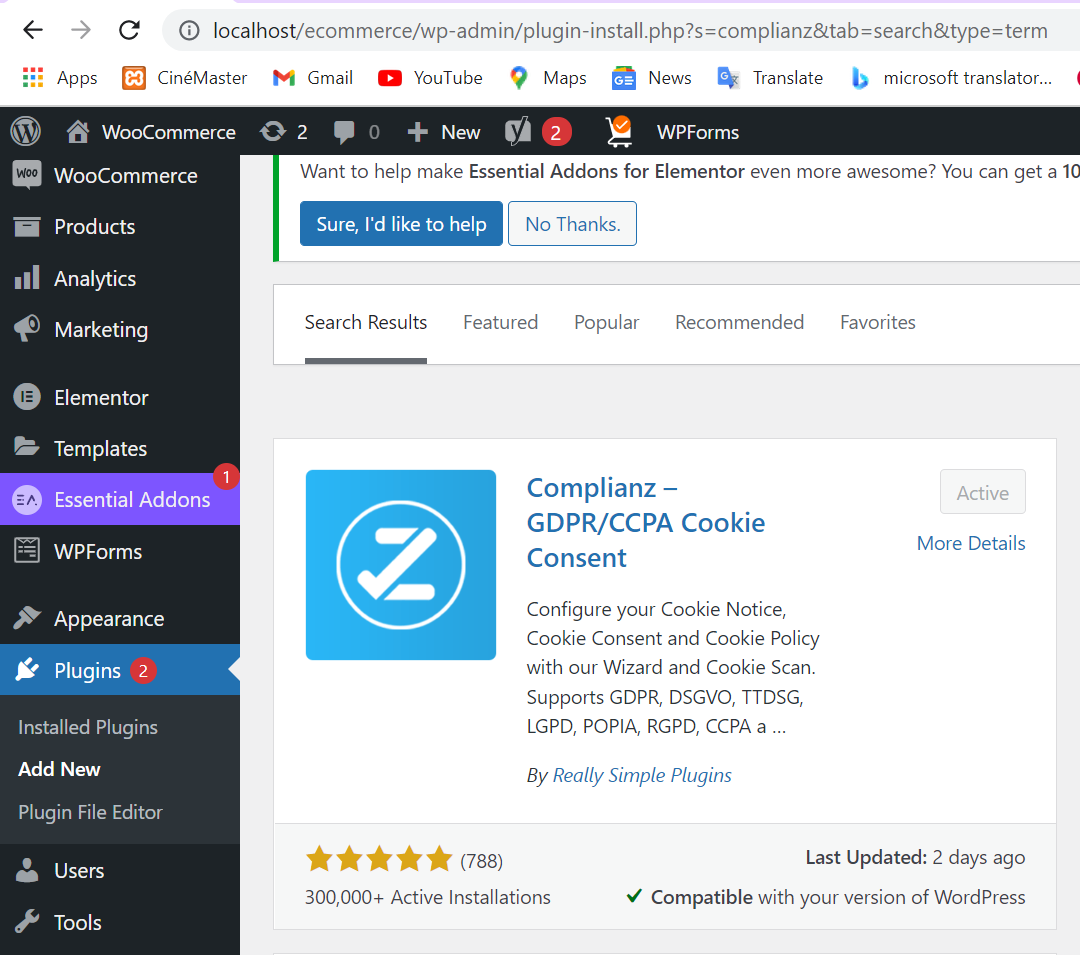 localhost/ecommerce/wp-admin/plugin-install.php?s=complianz&tab=search&type=term
Apps CinéMaster Gmail YouTube Maps News Translate microsoft translator...
WooCommerce 2 0 New 2 WPForms
WooCommerce
Products
Analytics
Marketing
Elementor
Templates
Essential Addons 1
WPForms
Appearance
Plugins 2
Installed Plugins
Add New
Plugin File Editor
Users
Tools
Want to help make Essential Addons for Elementor even more awesome? You can get a 10
Sure, I'd like to help No Thanks.
Search Results Featured Popular Recommended Favorites
Complianz –
GDPR/CCPA Cookie
Consent
Active
More Details
Configure your Cookie Notice,
Cookie Consent and Cookie Policy
with our Wizard and Cookie Scan.
Supports GDPR, DSGVO, TTDSG,
LGPD, POPIA, RGPD, CCPA a ...
By Really Simple Plugins
(788)
300,000+ Active Installations
Last Updated: 2 days ago
Compatible with your version of WordPress